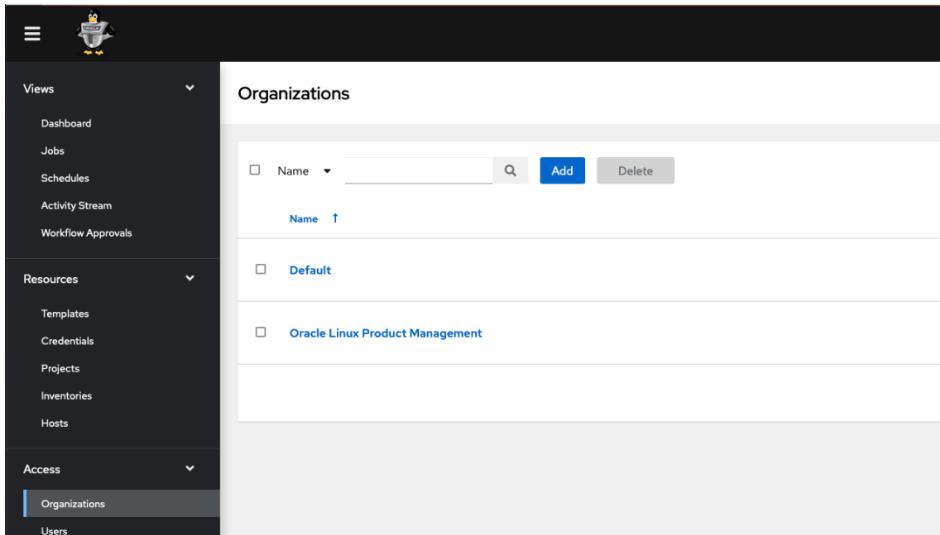 Views
Dashboard
Jobs
Schedules
Activity Stream
Workflow Approvals
Resources
Templates
Credentials
Projects
Inventories
Hosts
Access
Organizations
Users
Organizations
Name
Add
Delete
Name
Default
Oracle Linux Product Management